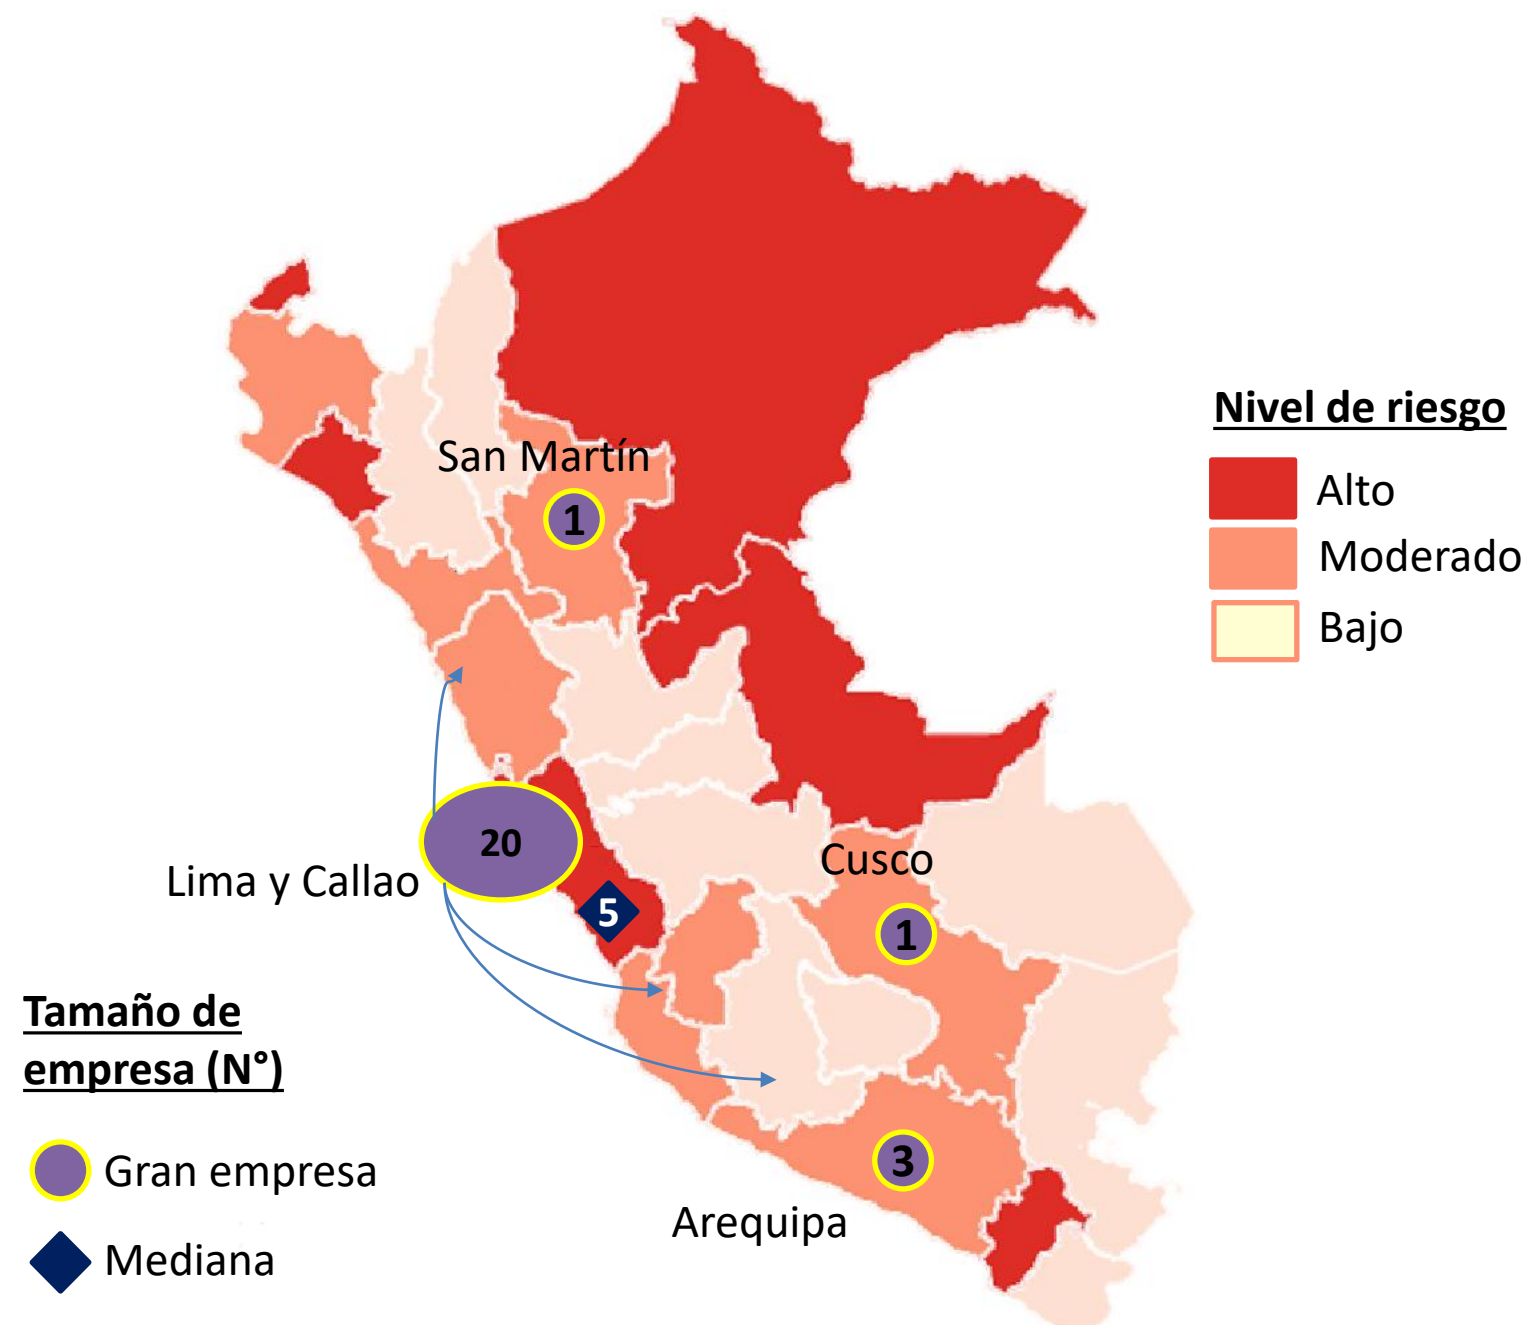 San Martín
1
Nivel de riesgo
Alto
Moderado
Bajo
20
Lima y Callao
Cusco
5
1
Tamaño de
empresa (N°)
3
Gran empresa
Arequipa
Mediana